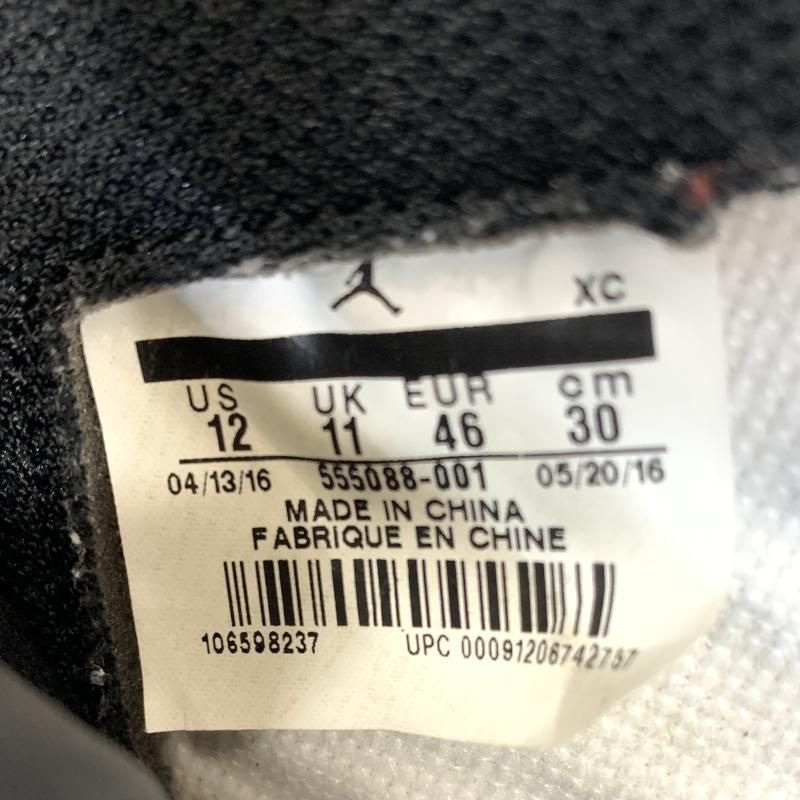 XC
US UK EUR cm
12 11 46 30
04/13/16 555088-001 05/20/16
MADE IN CHINA
FABRIQUE EN CHINE
106598237 UPC 00091206742757